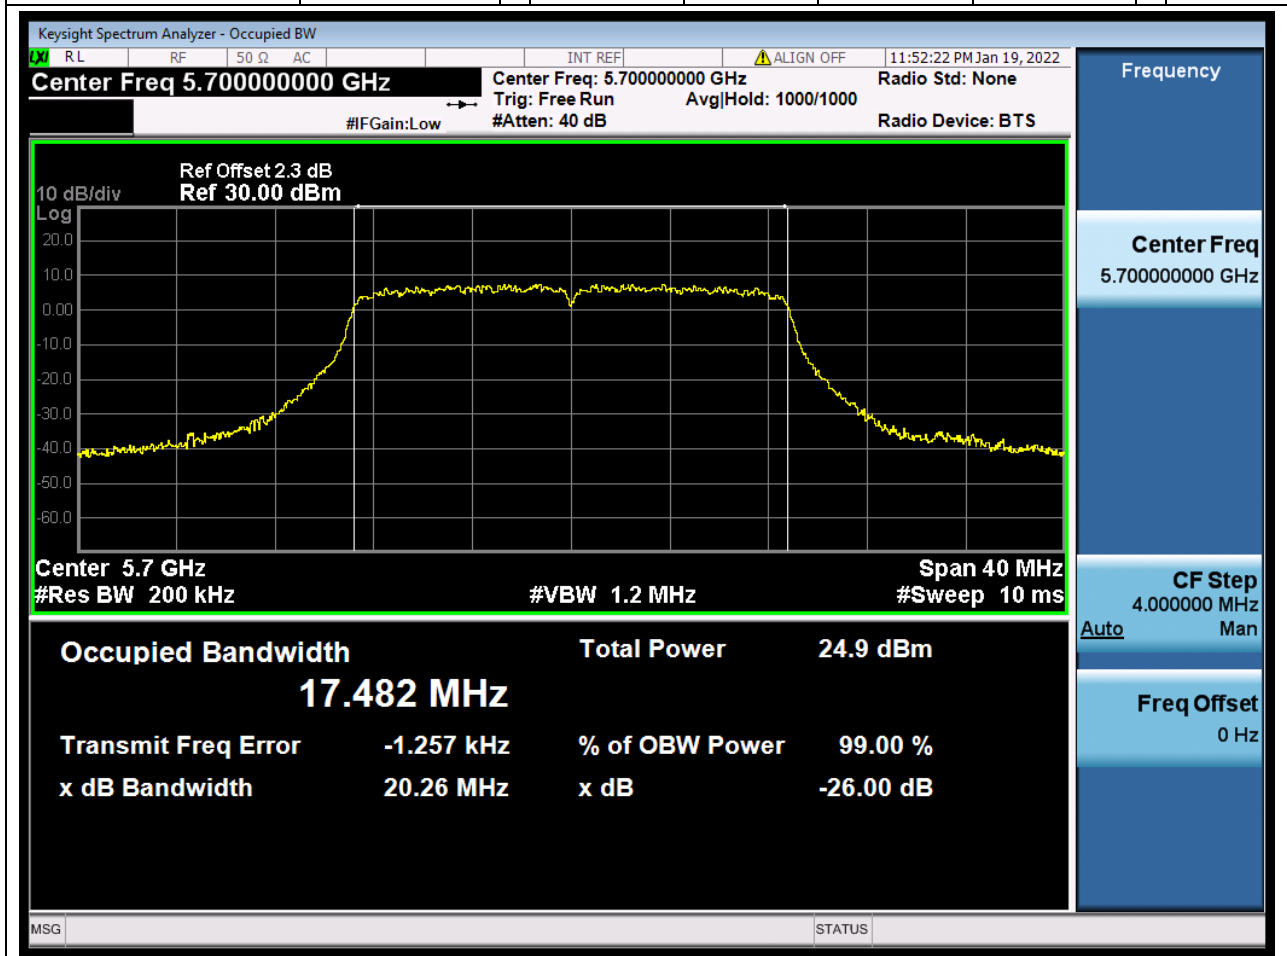 Keysight Spectrum Analyzer - Occupied BW
LXI RL RF 50 Ω AC INT REF ALIGN OFF 11:52:22 PM Jan 19, 2022
Center Freq 5.700000000 GHz
#IFGain:Low
Center Freq: 5.700000000 GHz
Trig: Free Run Avg|Hold: 1000/1000
#Atten: 40 dB
Radio Std: None
Radio Device: BTS
Ref Offset 2.3 dB
10 dB/div Ref 30.00 dBm
Log
20.0
10.0
0.00
-10.0
-20.0
-30.0
-40.0
-50.0
-60.0
Center 5.7 GHz Span 40 MHz
#Res BW 200 kHz #VBW 1.2 MHz #Sweep 10 ms
Occupied Bandwidth Total Power 24.9 dBm
17.482 MHz
Transmit Freq Error -1.257 kHz % of OBW Power 99.00 %
x dB Bandwidth 20.26 MHz x dB -26.00 dB
MSG STATUS
Frequency
Center Freq
5.700000000 GHz
CF Step
4.000000 MHz
Auto Man
Freq Offset
0 Hz